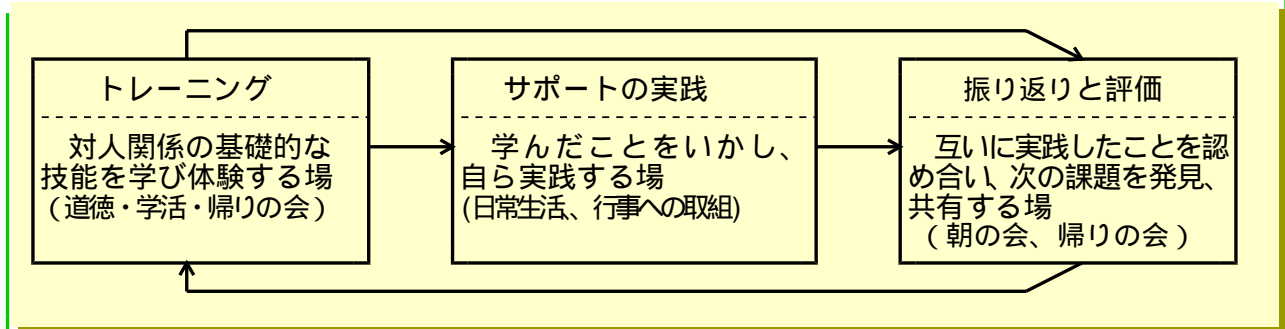 トレーニング
対人関係の基礎的な
技能を学び体験する場
(道徳・学活・帰りの会)
サポートの実践
学んだことをいかし、
自ら実践する場
(日常生活、行事への取組)
振り返りと評価
互いに実践したことを認
め合い、次の課題を発見、
共有する場
(朝の会、帰りの会)